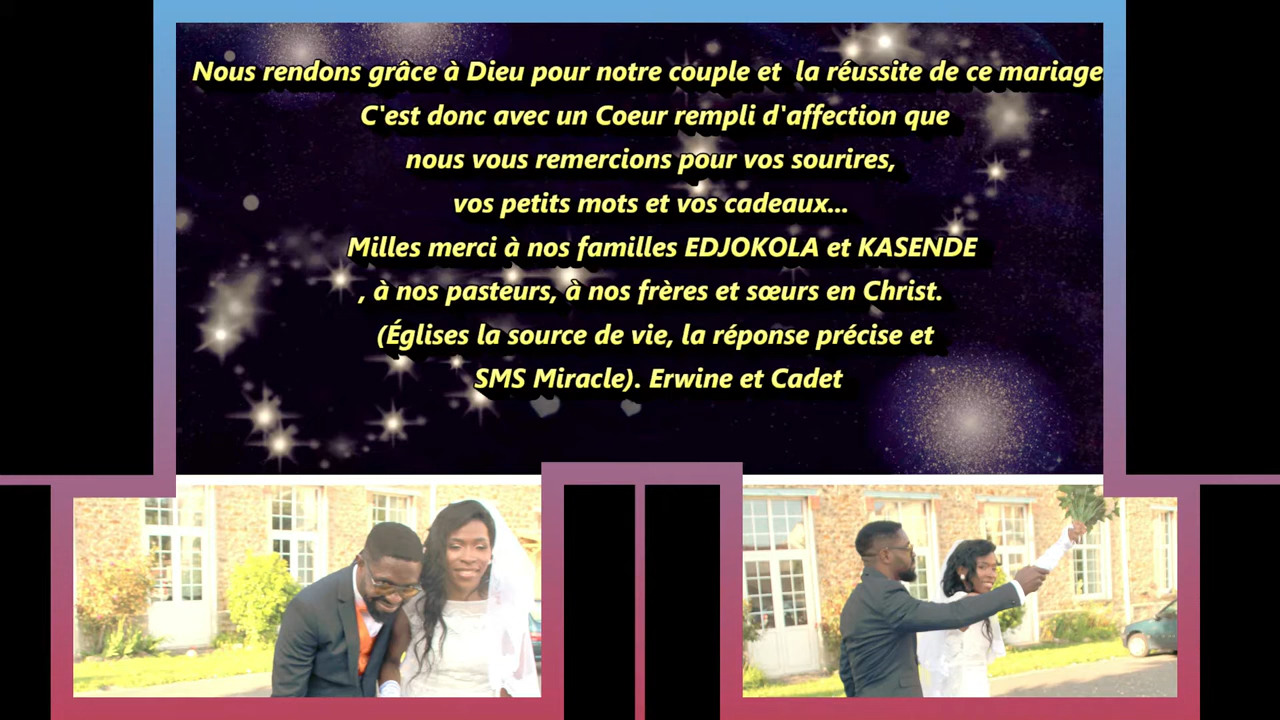 Nous rendons grâce à Dieu pour notre couple et  la réussite de ce mariage
C'est donc avec un Coeur rempli d'affection que
nous vous remercions pour vos sourires,
vos petits mots et vos cadeaux...
Milles merci à nos familles EDJOKOLA et KASENDE
, à nos pasteurs, à nos frères et sœurs en Christ.
(Églises la source de vie, la réponse précise et
SMS Miracle). Erwine et Cadet